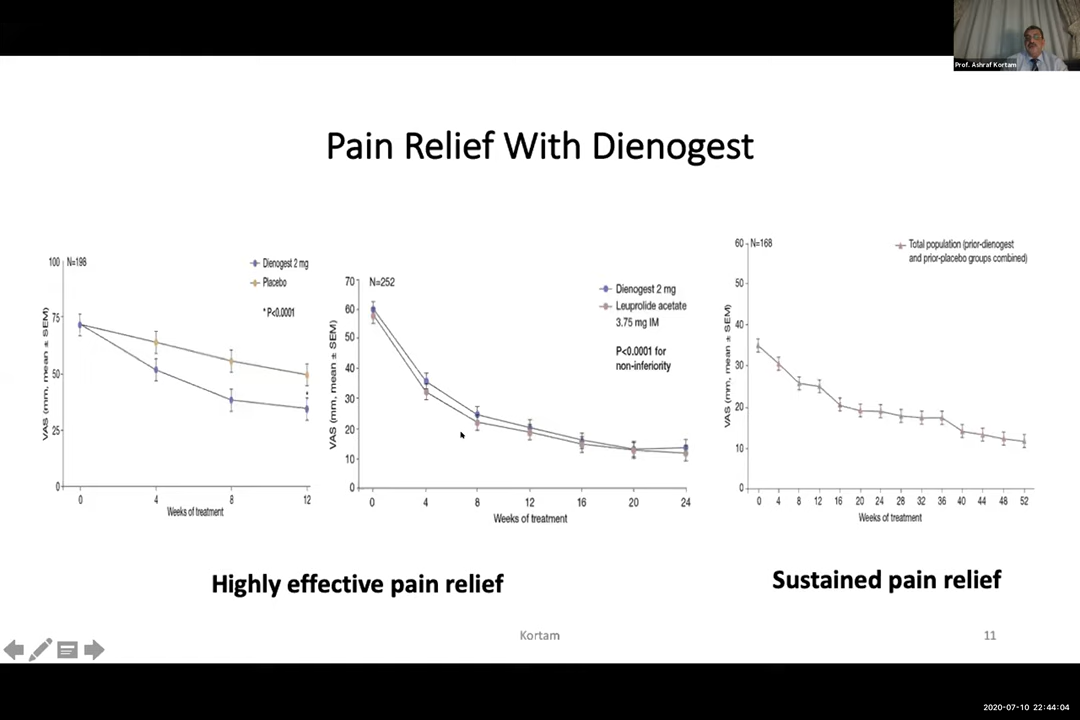 Prof. Ashraf Kortam
Pain Relief With Dienogest
100
N=198
75
50
25
0
VAS (mm, mean ± SEM)
Dienogest 2 mg
Placebo
* P<0.0001
*
0 4 8 12
Weeks of treatment
70
N=252
60
50
40
30
20
10
0
VAS (mm, mean ± SEM)
Dienogest 2 mg
Leuprolide acetate
3.75 mg IM
P<0.0001 for
non-inferiority
0 4 8 12 16 20 24
Weeks of treatment
60
N=168
50
40
30
20
10
0
VAS (mm, mean ± SEM)
Total population (prior-dienogest
and prior-placebo groups combined)
0 4 8 12 16 20 24 28 32 36 40 44 48 52
Weeks of treatment
Highly effective pain relief
Sustained pain relief
Kortam
11
2020-07-10 22:44:04